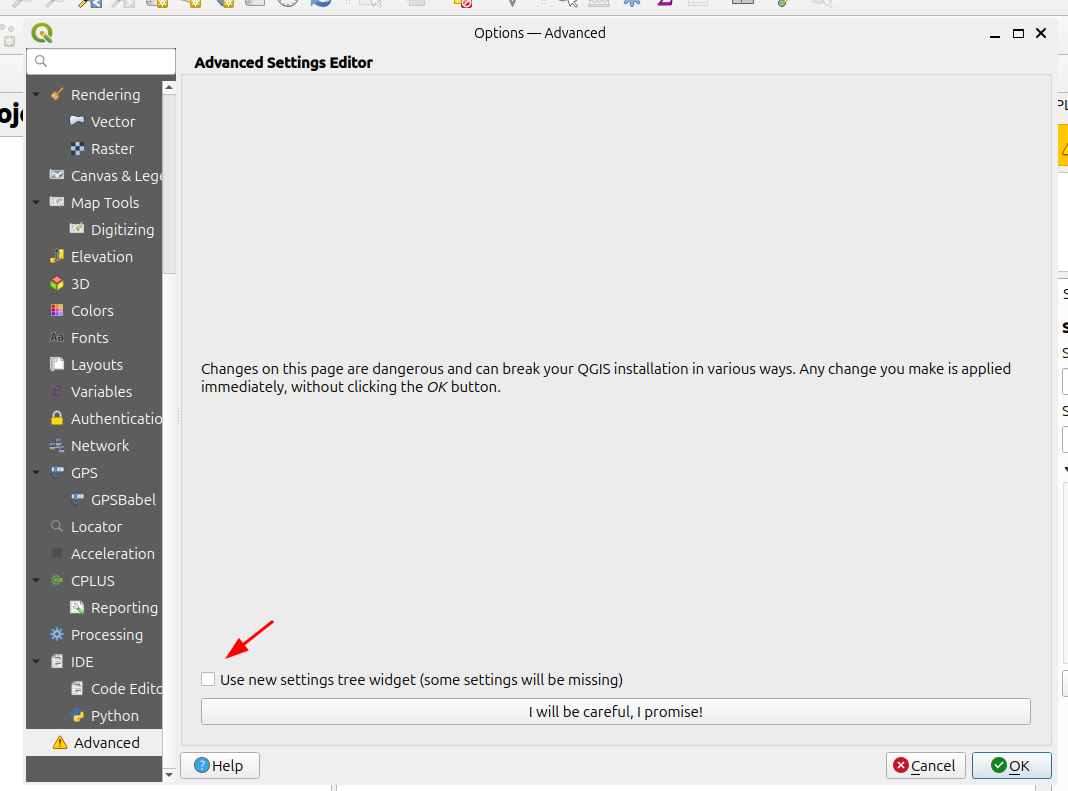 Options — Advanced
Advanced Settings Editor
Rendering
Vector
Raster
Canvas & Lege
Map Tools
Digitizing
Elevation
3D
Colors
Fonts
Layouts
Variables
Authenticatio
Network
GPS
GPSBabel
Locator
Acceleration
CPLUS
Reporting
Processing
IDE
Code Edito
Python
Advanced
Changes on this page are dangerous and can break your QGIS installation in various ways. Any change you make is applied
immediately, without clicking the OK button.
Use new settings tree widget (some settings will be missing)
I will be careful, I promise!
Help
Cancel
OK